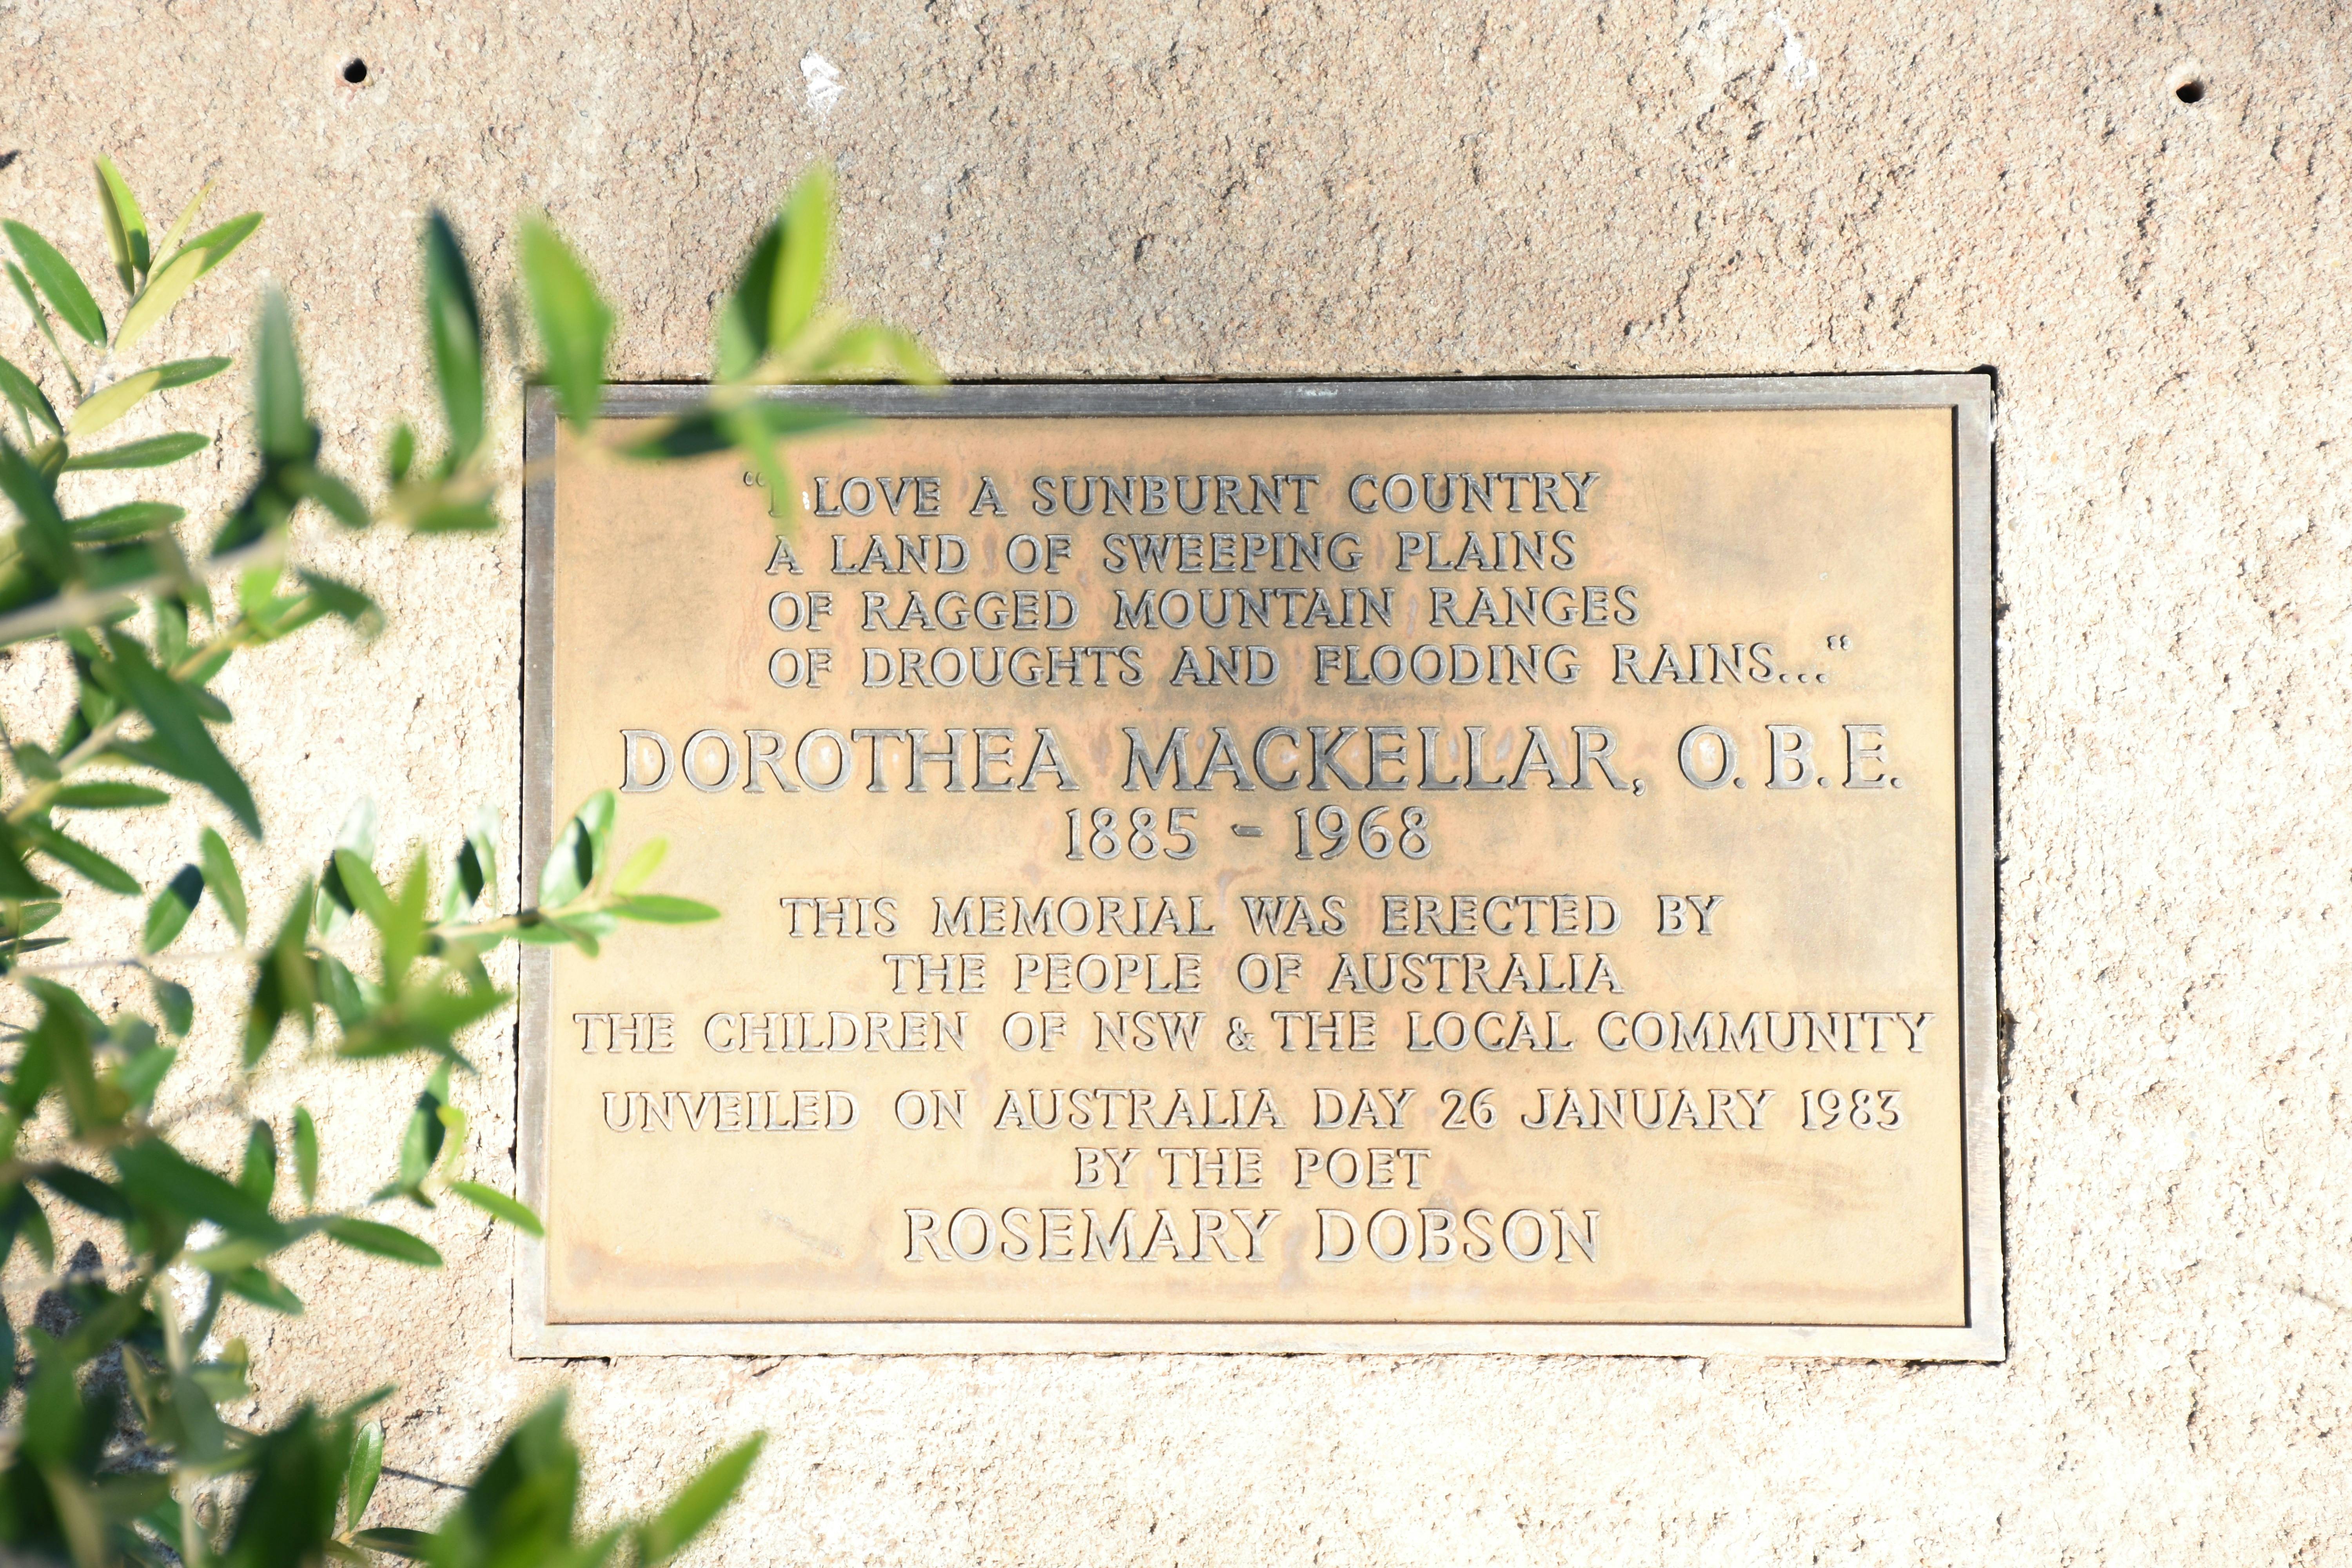 “I LOVE A SUNBURNT COUNTRY
A LAND OF SWEEPING PLAINS
OF RAGGED MOUNTAIN RANGES
OF DROUGHTS AND FLOODING RAINS...“
DOROTHEA MACKELLAR, O.B.E.
1885 - 1968
THIS MEMORIAL WAS ERECTED BY
THE PEOPLE OF AUSTRALIA
THE CHILDREN OF NSW & THE LOCAL COMMUNITY
UNVEILED ON AUSTRALIA DAY 26 JANUARY 1983
BY THE POET
ROSEMARY DOBSON